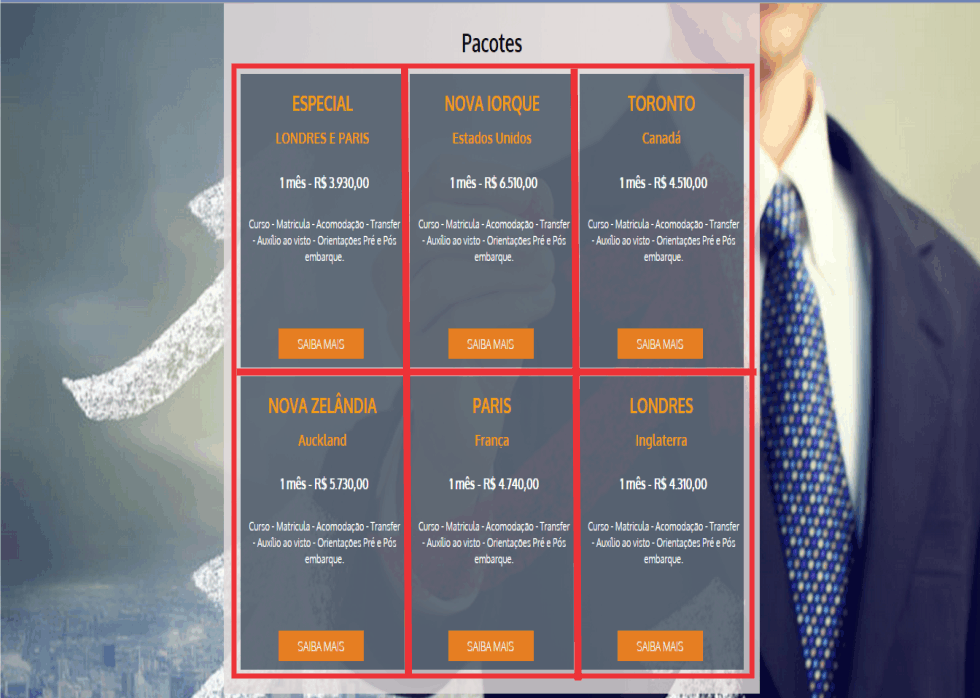 Pacotes
ESPECIAL
LONDRES E PARIS
1 mês - R$ 3.930,00
Curso - Matricula - Acomodação - Transfer
- Auxílio ao visto - Orientações Pré e Pós
embarque.
SAIBA MAIS
NOVA IORQUE
Estados Unidos
1 mês - R$ 6.510,00
Curso - Matricula - Acomodação - Transfer
- Auxílio ao visto - Orientações Pré e Pós
embarque.
SAIBA MAIS
TORONTO
Canadá
1 mês - R$ 4.510,00
Curso - Matricula - Acomodação - Transfer
- Auxílio ao visto - Orientações Pré e Pós
embarque.
SAIBA MAIS
NOVA ZELÂNDIA
Auckland
1 mês - R$ 5.730,00
Curso - Matricula - Acomodação - Transfer
- Auxílio ao visto - Orientações Pré e Pós
embarque.
SAIBA MAIS
PARIS
Franca
1 mês - R$ 4.740,00
Curso - Matricula - Acomodação - Transfer
- Auxílio ao visto - Orientações Pré e Pós
embarque.
SAIBA MAIS
LONDRES
Inglaterra
1 mês - R$ 4.310,00
Curso - Matricula - Acomodação - Transfer
- Auxílio ao visto - Orientações Pré e Pós
embarque.
SAIBA MAIS